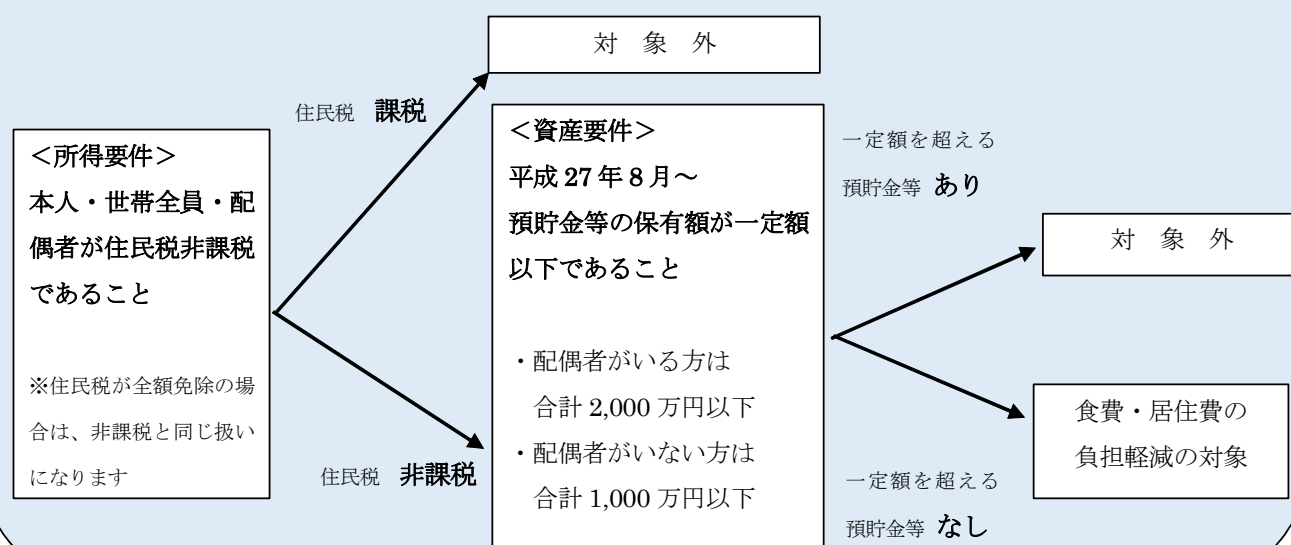 対 象 外
住民税 課税
＜所得要件＞
本人・世帯全員・配
偶者が住民税非課税
であること
※住民税が全額免除の場
合は、非課税と同じ扱い
になります
住民税 非課税
＜資産要件＞
平成 27 年 8 月～
預貯金等の保有額が一定額
以下であること
・配偶者がいる方は
合計 2,000 万円以下
・配偶者がいない方は
合計 1,000 万円以下
一定額を超える
預貯金等 あり
対 象 外
食費・居住費の
負担軽減の対象
一定額を超える
預貯金等 なし